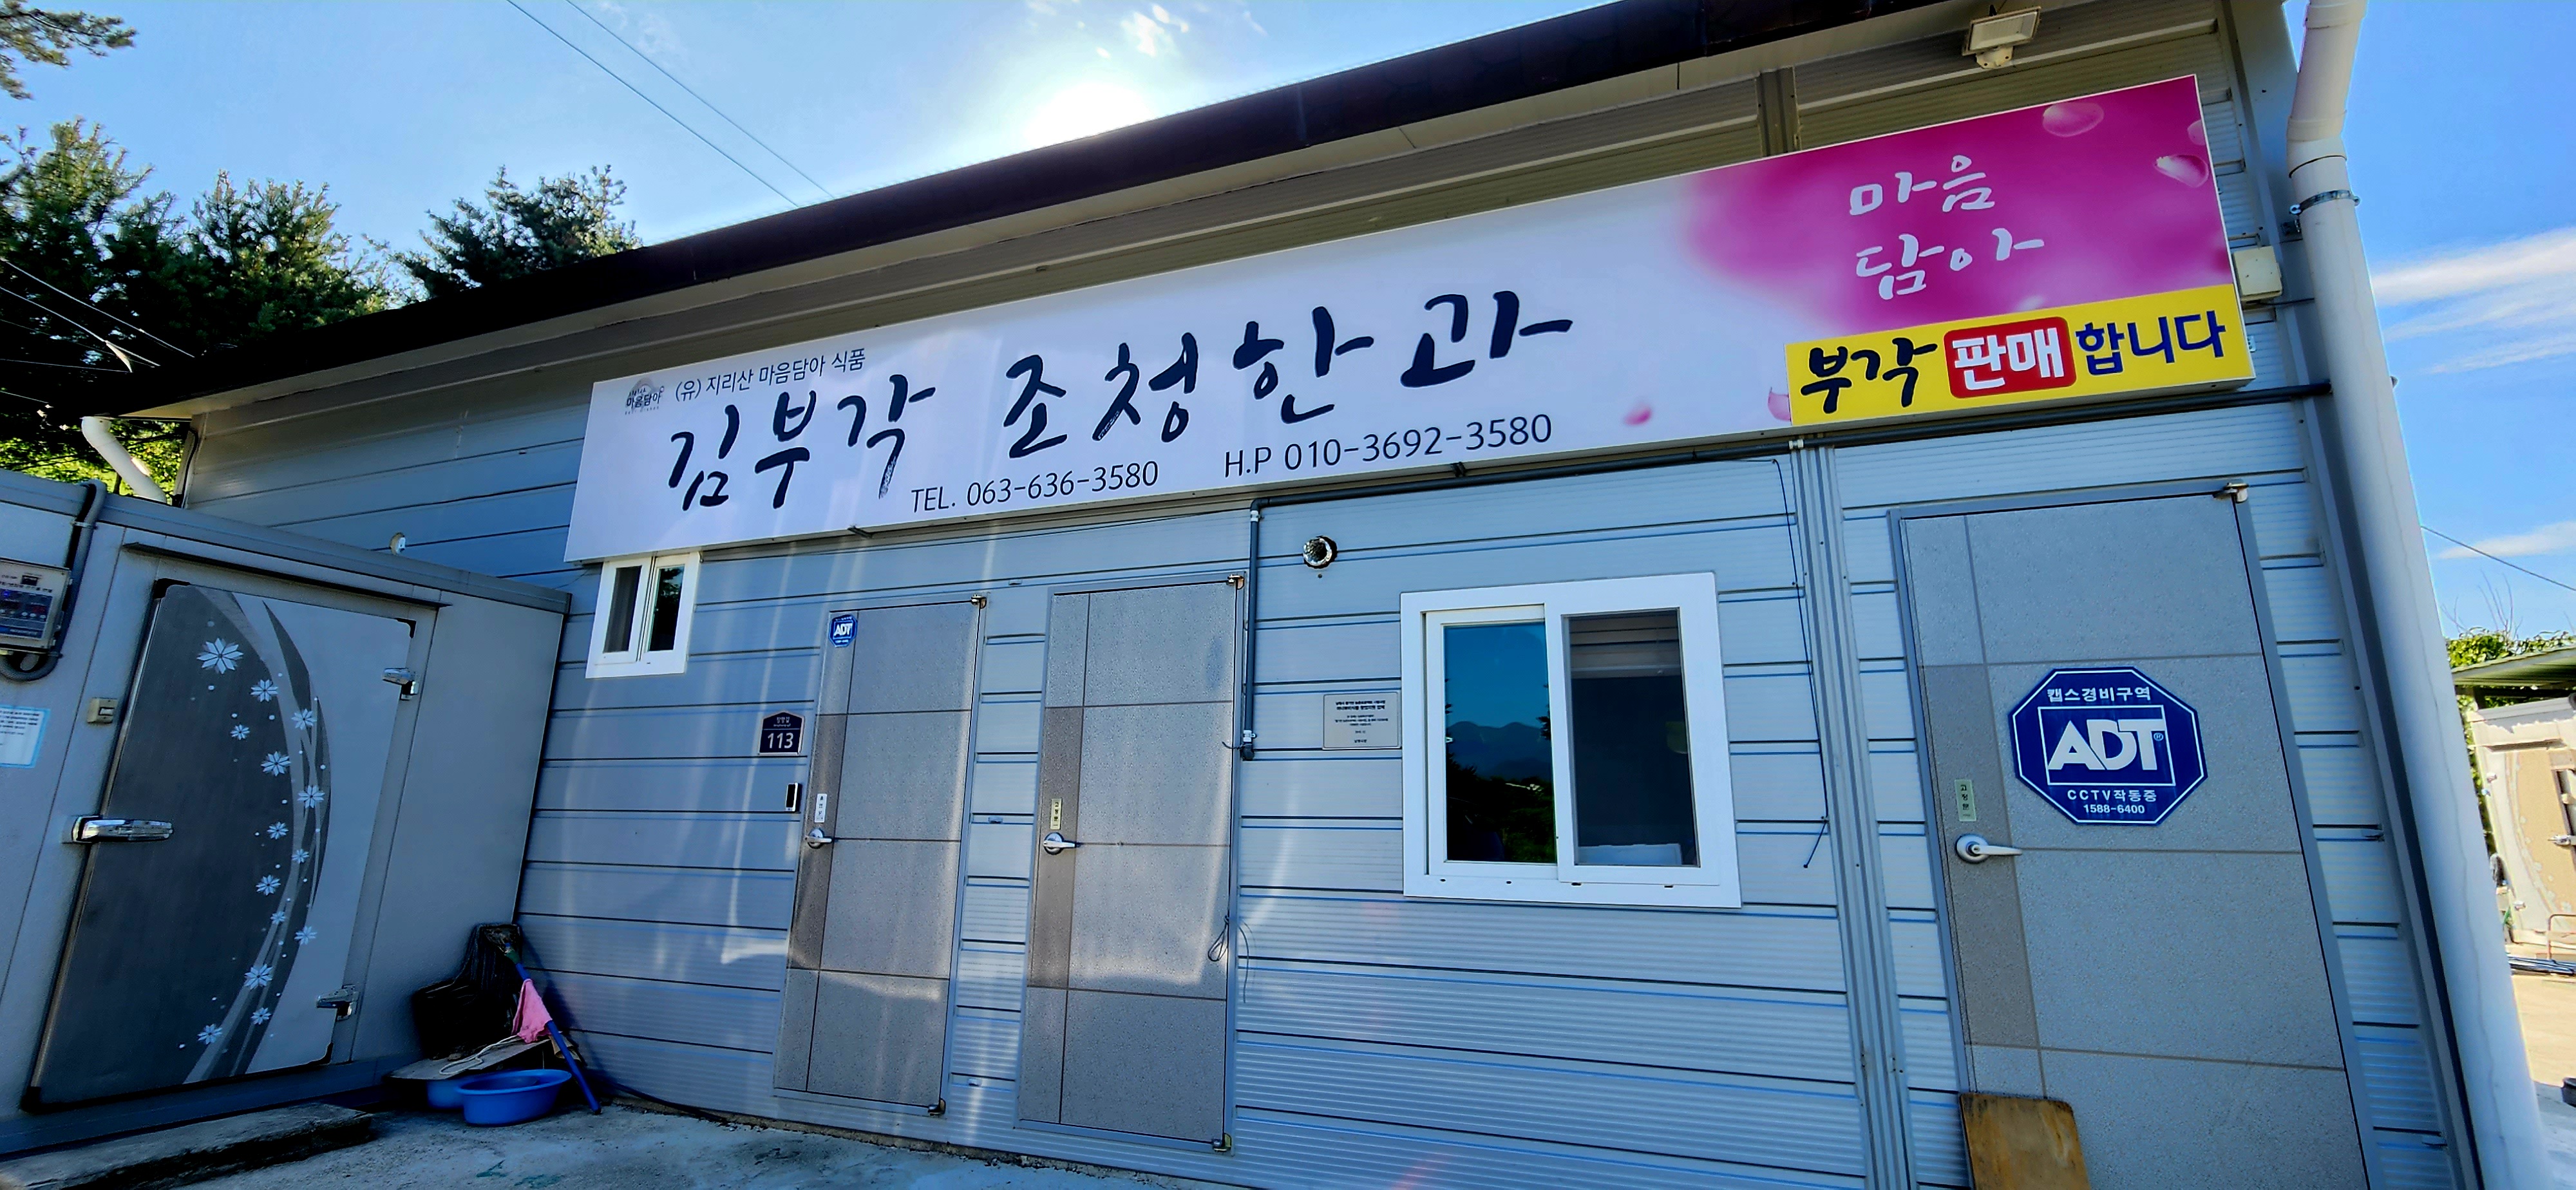 마음담아
(유) 지리산 마음담아 식품
김부각 조청한과
TEL. 063-636-3580
H.P 010-3692-3580
마음
담아
부각 판매 합니다
ADT
113
캡스경비구역
ADT®
CCTV작동중
1588-6400